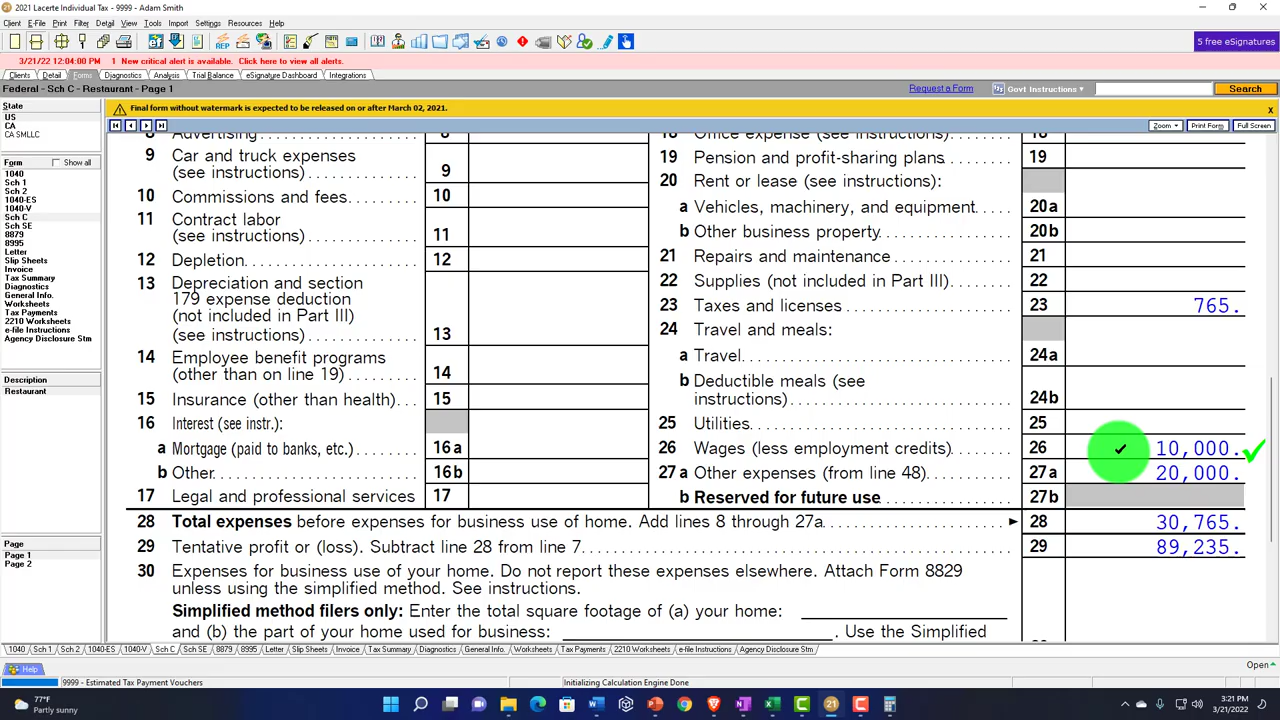 2021 Lacerte Individual Tax - 9999 - Adam Smith
Client E-File Print Filter Detail View Tools Import Settings Resources Help
5 free eSignatures
3/21/22 12:04:00 PM 1 New critical alert is available. Click here to view all alerts.
Clients Detail Forms Diagnostics Analysis Trial Balance eSignature Dashboard Integrations
Federal - Sch C - Restaurant - Page 1
Request a Form
Govt Instructions
Search
State
US
CA
CA SMLLC
Form
Show all
1040
Sch 1
Sch 2
1040-ES
1040-V
Sch C
Sch SE
8879
8995
Letter
Slip Sheets
Invoice
Tax Summary
Diagnostics
General Info.
Worksheets
Tax Payments
2210 Worksheets
e-file Instructions
Agency Disclosure Stm
Description
Restaurant
Page
Page 1
Page 2
Final form without watermark is expected to be released on or after March 02, 2021.
x
Zoom
Print Form
Full Screen
8 Advertising 8
9 Car and truck expenses
(see instructions) 9
10 Commissions and fees 10
11 Contract labor
(see instructions) 11
12 Depletion 12
13 Depreciation and section
179 expense deduction
(not included in Part III)
(see instructions) 13
14 Employee benefit programs
(other than on line 19) 14
15 Insurance (other than health) 15
16 Interest (see instr.):
a Mortgage (paid to banks, etc.) 16a
b Other 16b
17 Legal and professional services 17
18 Office expense (see instructions) 18
19 Pension and profit-sharing plans 19
20 Rent or lease (see instructions):
a Vehicles, machinery, and equipment 20a
b Other business property 20b
21 Repairs and maintenance 21
22 Supplies (not included in Part III) 22
23 Taxes and licenses 23 765.
24 Travel and meals:
a Travel 24a
b Deductible meals (see
instructions) 24b
25 Utilities 25
26 Wages (less employment credits) 26 10,000.
27a Other expenses (from line 48) 27a 20,000.
b Reserved for future use 27b
28 Total expenses before expenses for business use of home. Add lines 8 through 27a 28 30,765.
29 Tentative profit or (loss). Subtract line 28 from line 7 29 89,235.
30 Expenses for business use of your home. Do not report these expenses elsewhere. Attach Form 8829
unless using the simplified method. See instructions.
Simplified method filers only: Enter the total square footage of (a) your home:
and (b) the part of your home used for business: . Use the Simplified
1040 Sch 1 Sch 2 1040-ES 1040-V Sch C Sch SE 8879 8995 Letter Slip Sheets Invoice Tax Summary Diagnostics General Info. Worksheets Tax Payments 2210 Worksheets e-file Instructions Agency Disclosure Stm
Help
Open
9999 - Estimated Tax Payment Vouchers
Initializing Calculation Engine Done
77°F
Partly sunny
3:21 PM
3/21/2022